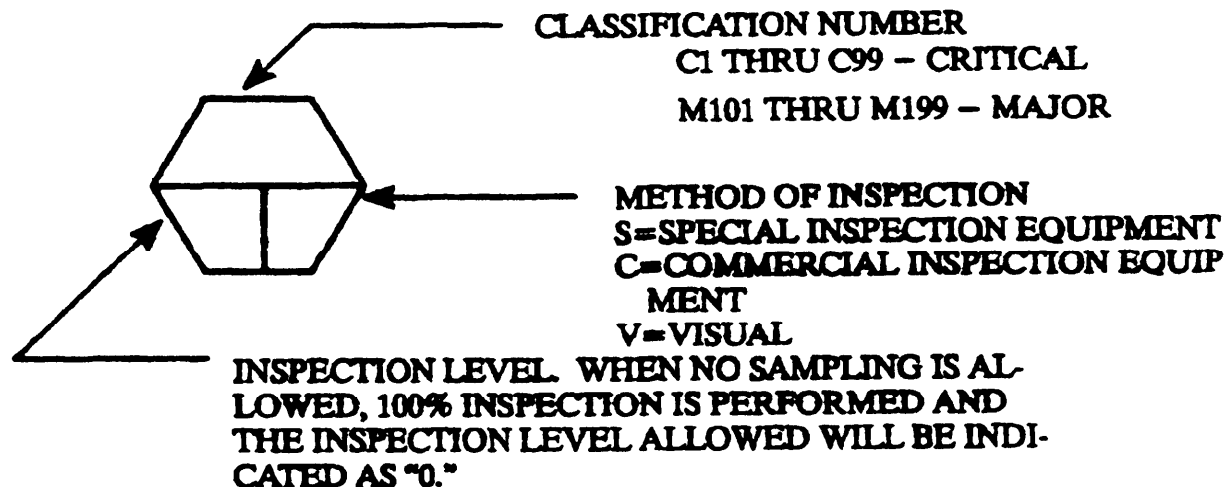 CLASSIFICATION NUMBER
C1 THRU C99 – CRITICAL
M101 THRU M199 – MAJOR
METHOD OF INSPECTION
S=SPECIAL INSPECTION EQUIPMENT
C=COMMERCIAL INSPECTION EQUIP
MENT
V=VISUAL
INSPECTION LEVEL. WHEN NO SAMPLING IS AL-
LOWED, 100% INSPECTION IS PERFORMED AND
THE INSPECTION LEVEL ALLOWED WILL BE INDI-
CATED AS "0."